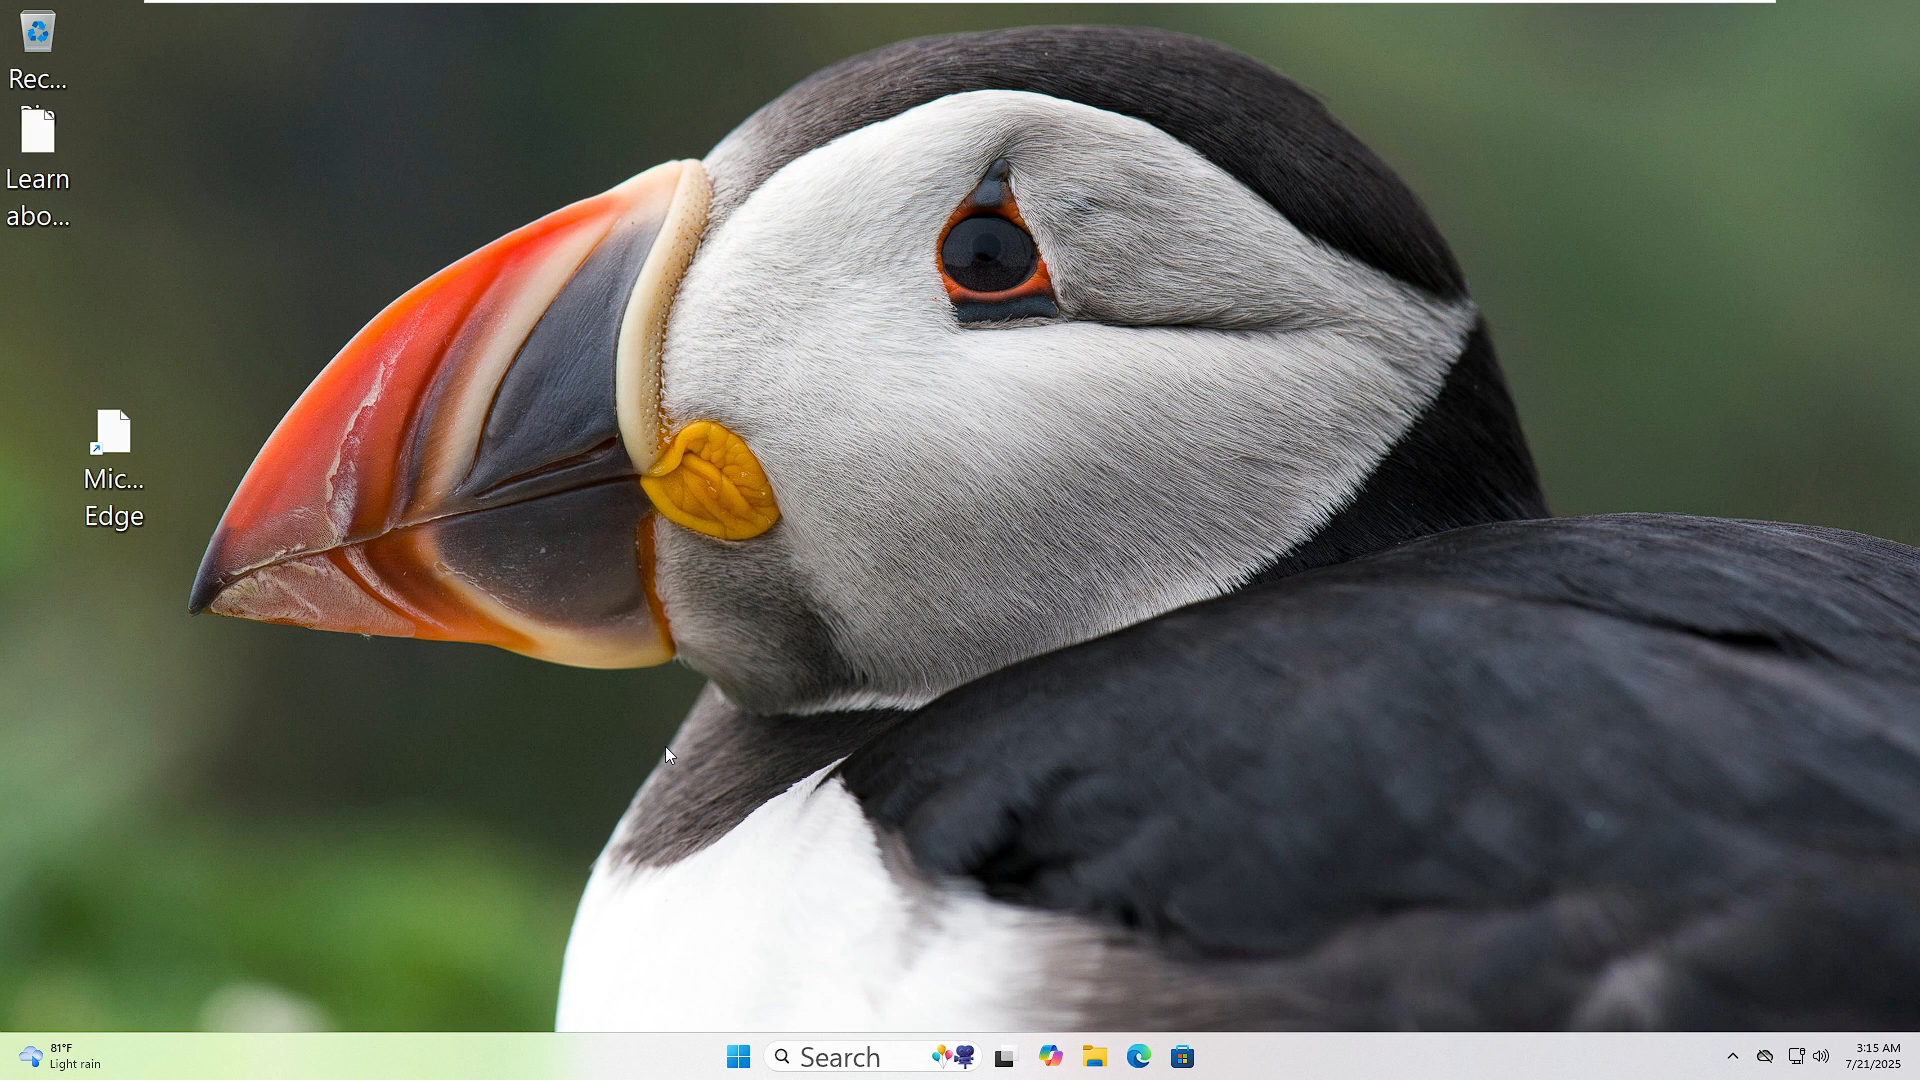 Rec...
Learn
abo...
Mic...
Edge
81°F
Light rain
Search
3:15 AM
7/21/2025